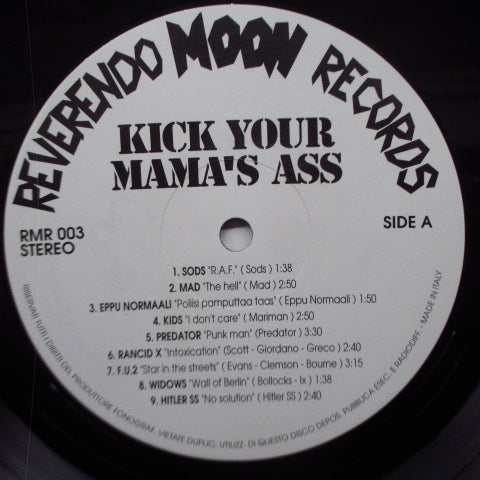 REVERENDO MOON RECORDS
KICK YOUR
MAMA'S ASS
RMR 003
STEREO
SIDE A
1. SODS "R.A.F." ( Sods ) 1:38
2. MAD "The hell" ( Mad ) 2:50
3. EPPU NORMAALI "Poliisi pamputtaa taas" ( Eppu Normaali ) 1:50
4. KIDS "I don't care" ( Mariman ) 2:50
5. PREDATOR "Punk man" (Predator ) 3:30
6. RANCID X "Intoxication" (Scott - Giordano - Greco ) 2:40
7. F.U.2 "Star in the streets" ( Evans - Clemson - Bourne ) 3:15
8. WIDOWS "Wall of Berlin" ( Bollocks - Ix ) 1:38
9. HITLER SS "No solution" ( Hitler SS ) 2:40
RISERVATI TUTTI I DIRITTI DEL PRODUTTORE FONOGRAF. VIETATE DUPLIC. UTILIZZ. DI QUESTO DISCO DEPOS. PUBBLICA ESEC. E RADIODIFF. - MADE IN ITALY